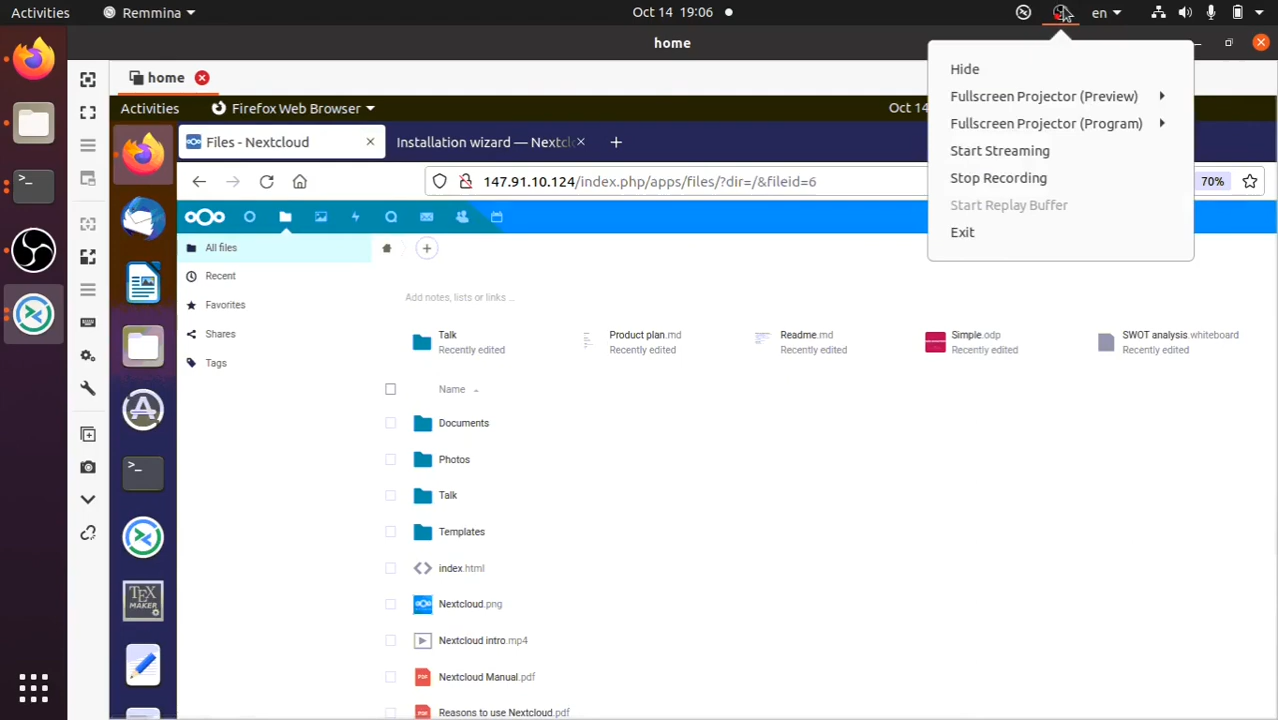 Activities
Remmina
Oct 14 19:06
en
home
home
Activities
Firefox Web Browser
Oct 14
Hide
Fullscreen Projector (Preview)
Fullscreen Projector (Program)
Start Streaming
Stop Recording
Start Replay Buffer
Exit
Files - Nextcloud
Installation wizard — Nextcl
147.91.10.124/index.php/apps/files/?dir=/&fileid=6
70%
All files
Recent
Favorites
Shares
Tags
Add notes, lists or links ...
Talk
Recently edited
Product plan.md
Recently edited
Readme.md
Recently edited
Simple.odp
Recently edited
SWOT analysis.whiteboard
Recently edited
Name
Documents
Photos
Talk
Templates
index.html
Nextcloud.png
Nextcloud intro.mp4
PDF
Nextcloud Manual.pdf
PDF
Reasons to use Nextcloud.pdf
TEX
MAKER